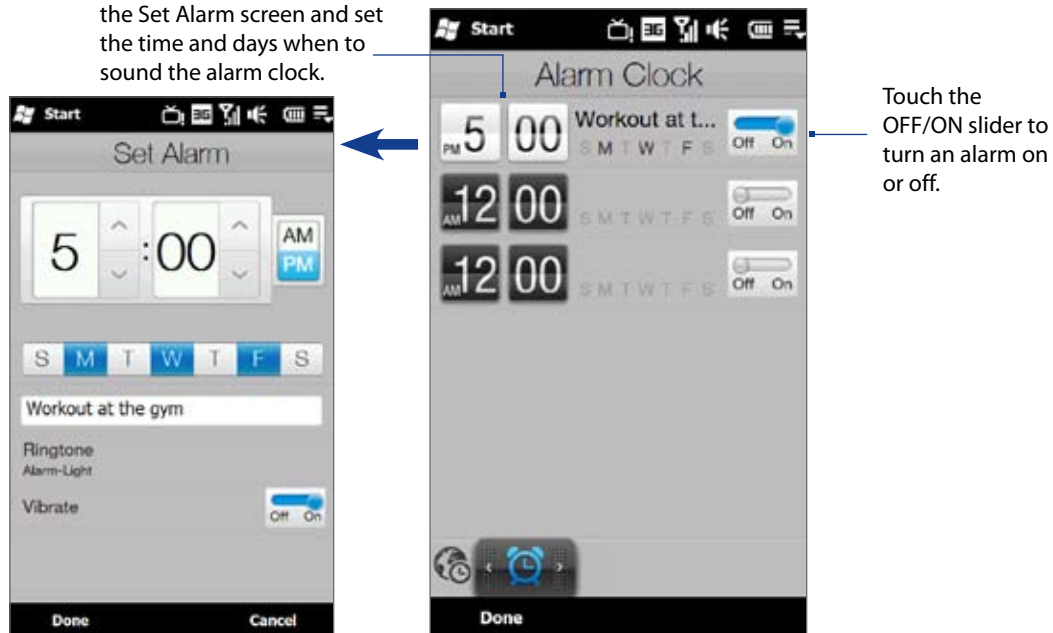 the Set Alarm screen and set
the time and days when to
sound the alarm clock.
Start
Set Alarm
5 : 00 AM
PM
S M T W T F S
Workout at the gym
Ringtone
Alarm-Light
Vibrate
Off On
Done Cancel
Start 3G
Alarm Clock
PM 5 00 Workout at t...
S M T W T F S
Off On
AM 12 00
S M T W T F S
Off On
AM 12 00
S M T W T F S
Off On
Done
Touch the
OFF/ON slider to
turn an alarm on
or off.